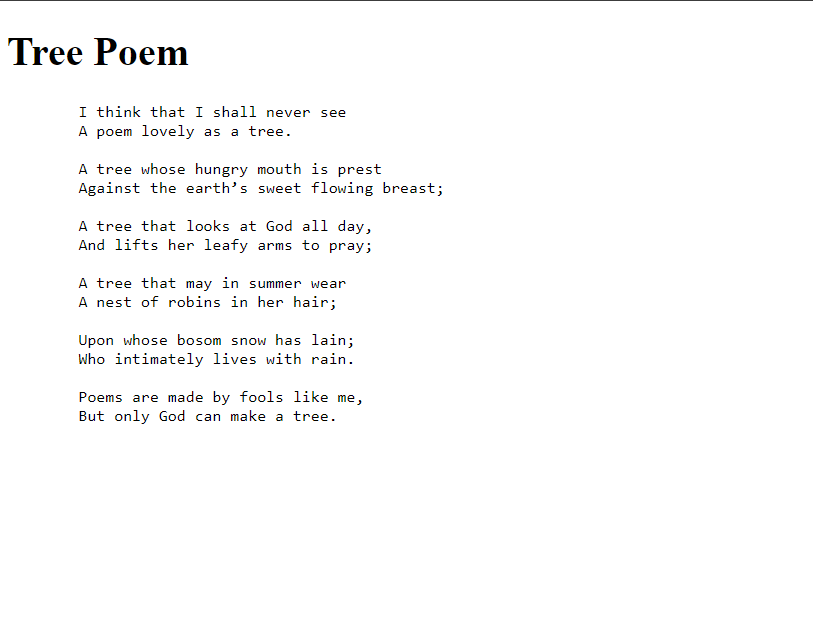 Tree Poem
I think that I shall never see
A poem lovely as a tree.
A tree whose hungry mouth is prest
Against the earth’s sweet flowing breast;
A tree that looks at God all day,
And lifts her leafy arms to pray;
A tree that may in summer wear
A nest of robins in her hair;
Upon whose bosom snow has lain;
Who intimately lives with rain.
Poems are made by fools like me,
But only God can make a tree.